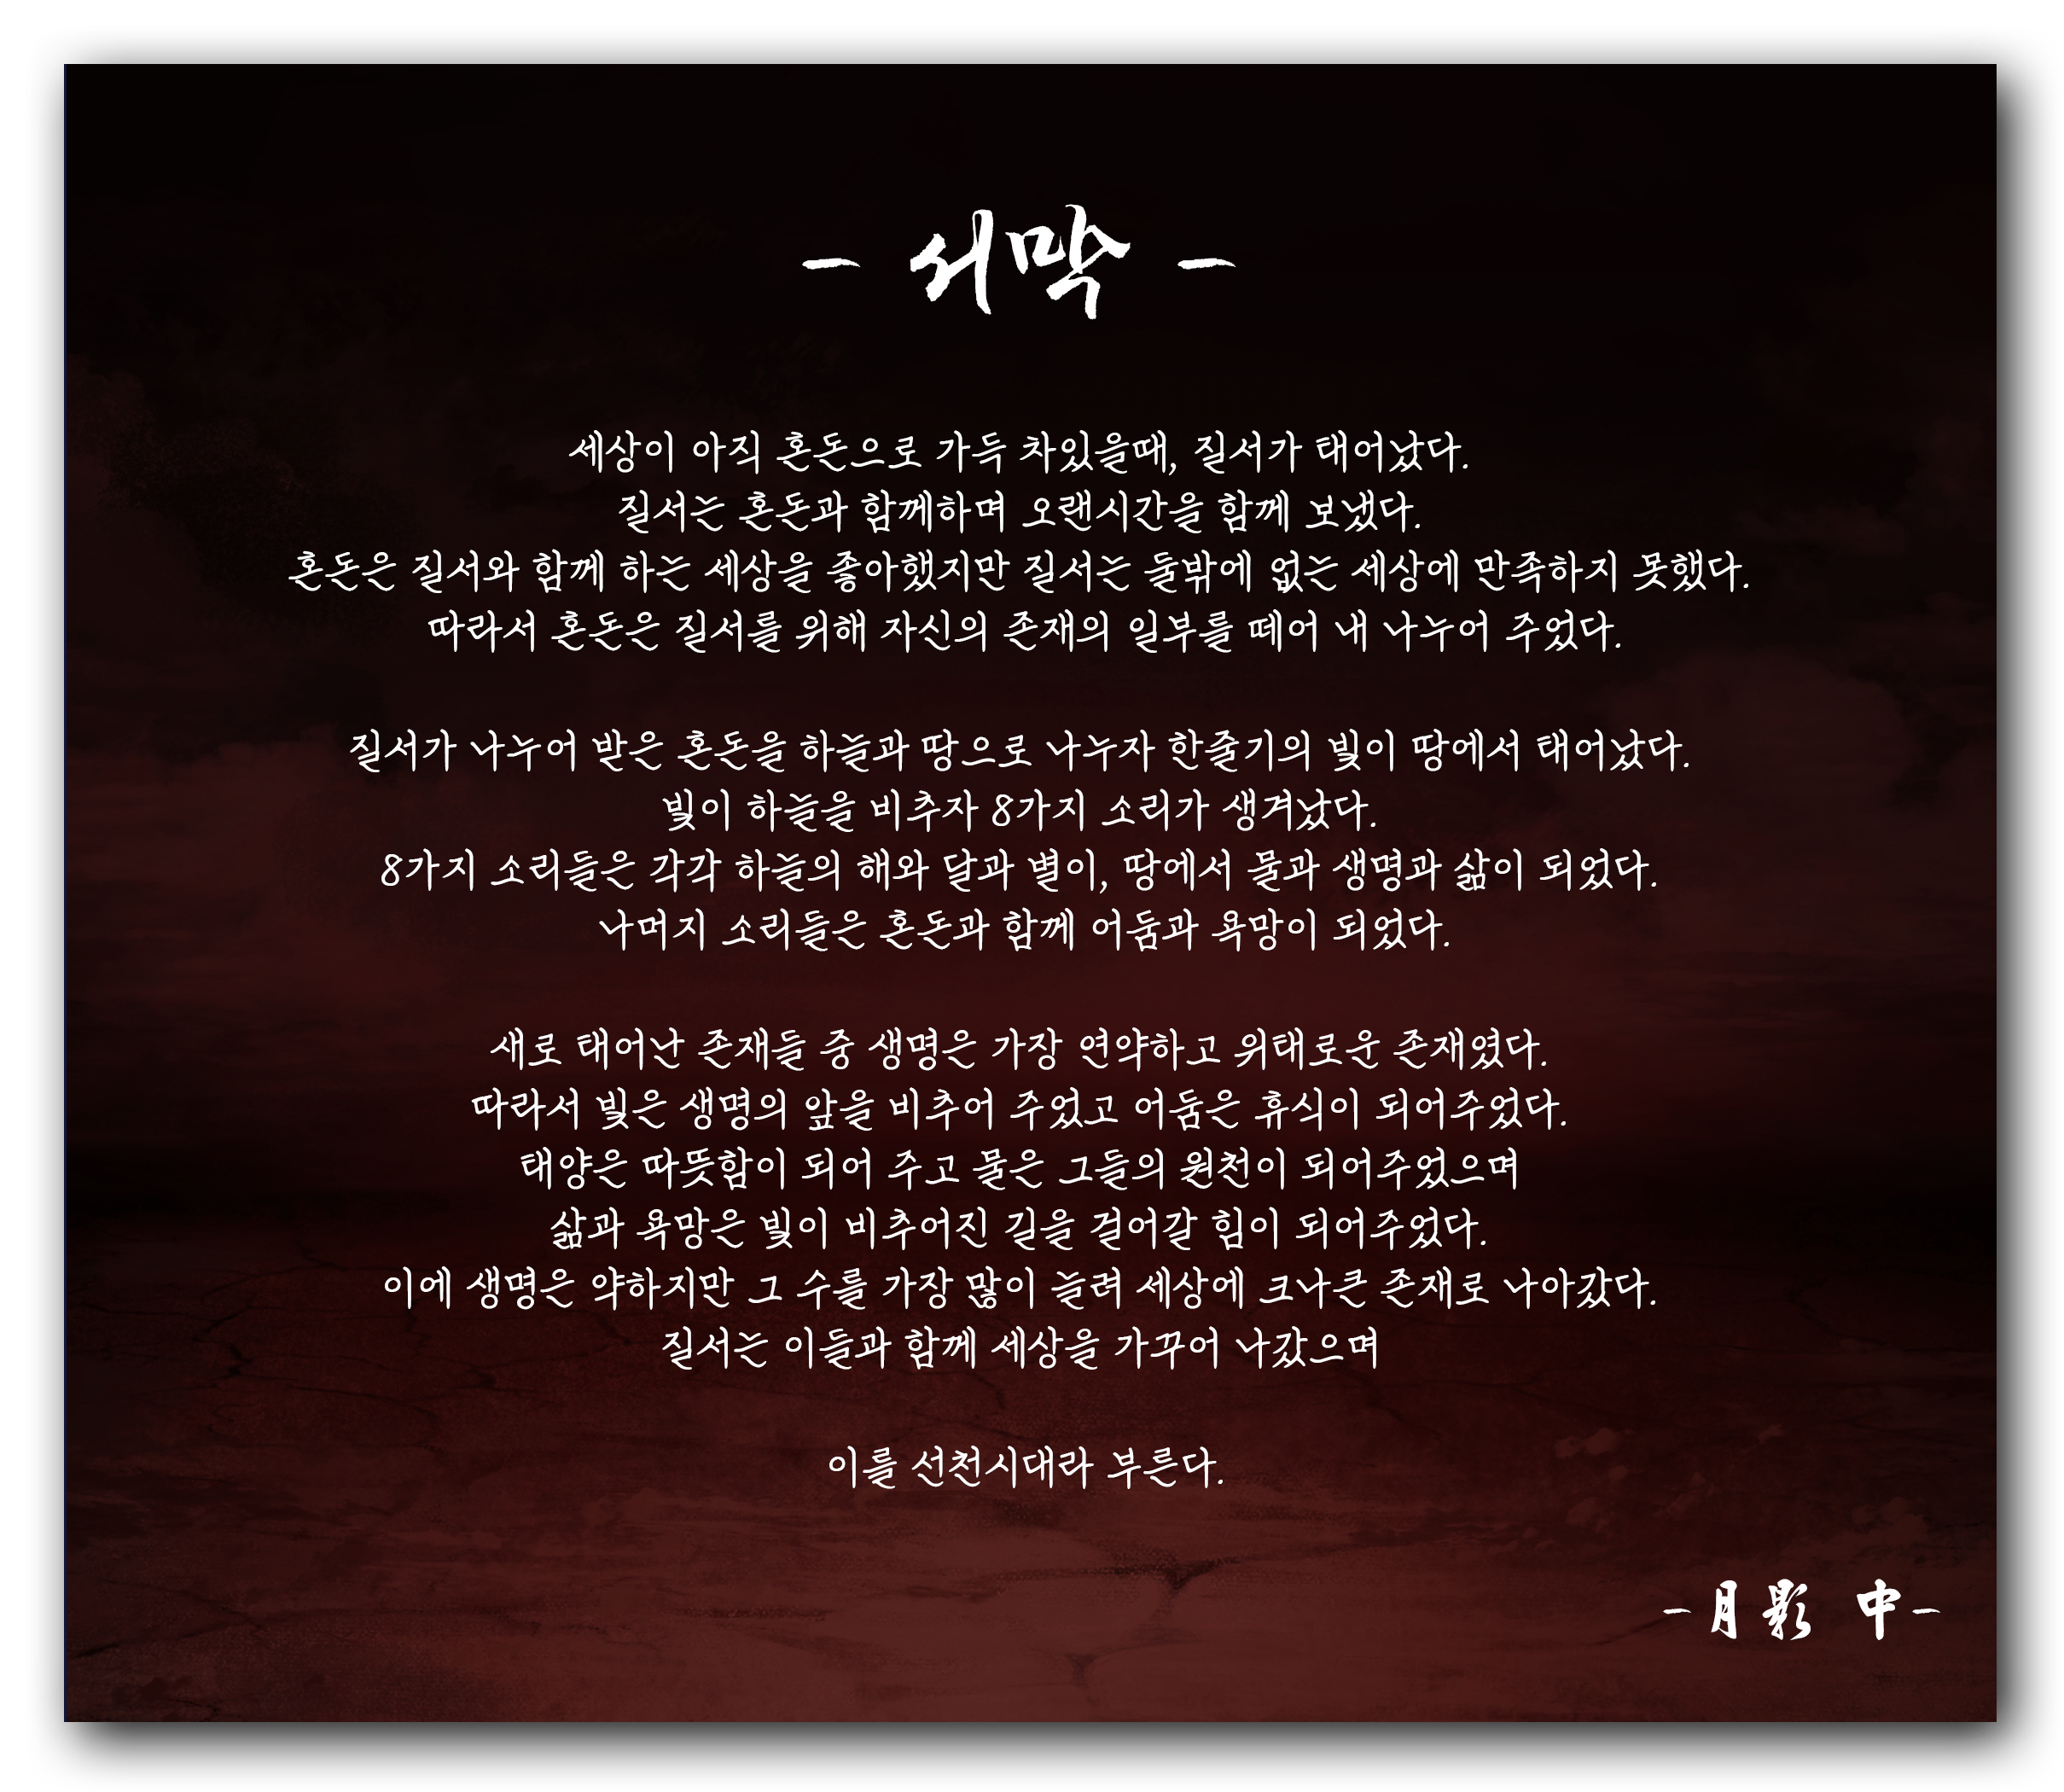 - 서막 -
세상이 아직 혼돈으로 가득 차있을때, 질서가 태어났다.
질서는 혼돈과 함께하며 오랜시간을 함께 보냈다.
혼돈은 질서와 함께 하는 세상을 좋아했지만 질서는 둘밖에 없는 세상에 만족하지 못했다.
따라서 혼돈은 질서를 위해 자신의 존재의 일부를 떼어 내 나누어 주었다.
질서가 나누어 받은 혼돈을 하늘과 땅으로 나누자 한줄기의 빛이 땅에서 태어났다.
빛이 하늘을 비추자 8가지 소리가 생겨났다.
8가지 소리들은 각각 하늘의 해와 달과 별이, 땅에서 물과 생명과 삶이 되었다.
나머지 소리들은 혼돈과 함께 어둠과 욕망이 되었다.
새로 태어난 존재들 중 생명은 가장 연약하고 위태로운 존재였다.
따라서 빛은 생명의 앞을 비추어 주었고 어둠은 휴식이 되어주었다.
태양은 따뜻함이 되어 주고 물은 그들의 원천이 되어주었으며
삶과 욕망은 빛이 비추어진 길을 걸어갈 힘이 되어주었다.
이에 생명은 약하지만 그 수를 가장 많이 늘려 세상에 크나큰 존재로 나아갔다.
질서는 이들과 함께 세상을 가꾸어 나갔으며
이를 선천시대라 부른다.
-月影 中-